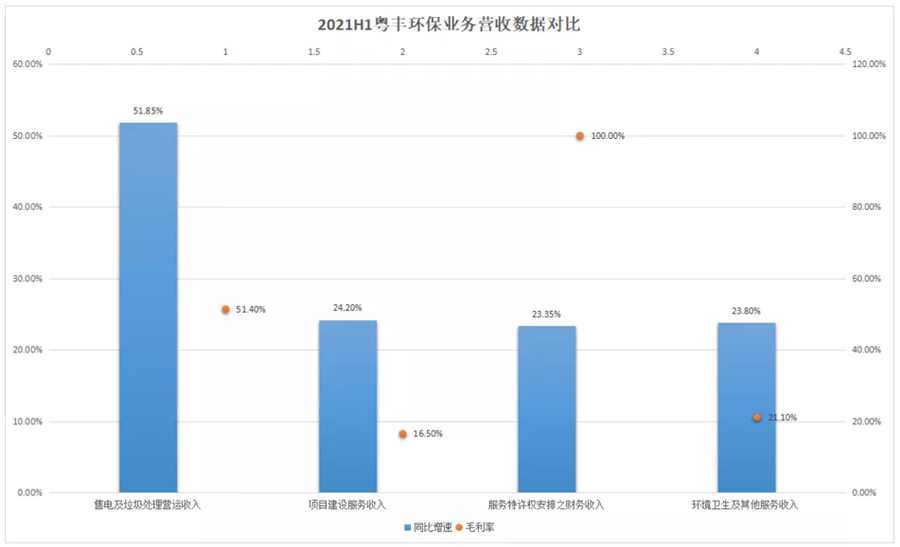 2021H1粤丰环保业务营收数据对比
0 0.5 1 1.5 2 2.5 3 3.5 4 4.5
60.00% 120.00%
51.85%
50.00% 100.00% 100.00%
40.00% 80.00%
30.00% 60.00%
51.40% 24.20% 23.35% 23.80%
20.00% 40.00%
10.00% 16.50% 21.10% 20.00%
0.00% 0.00%
售电及垃圾处理营运收入 项目建设服务收入 服务特许权安排之财务收入 环境卫生及其他服务收入
同比增速 毛利率